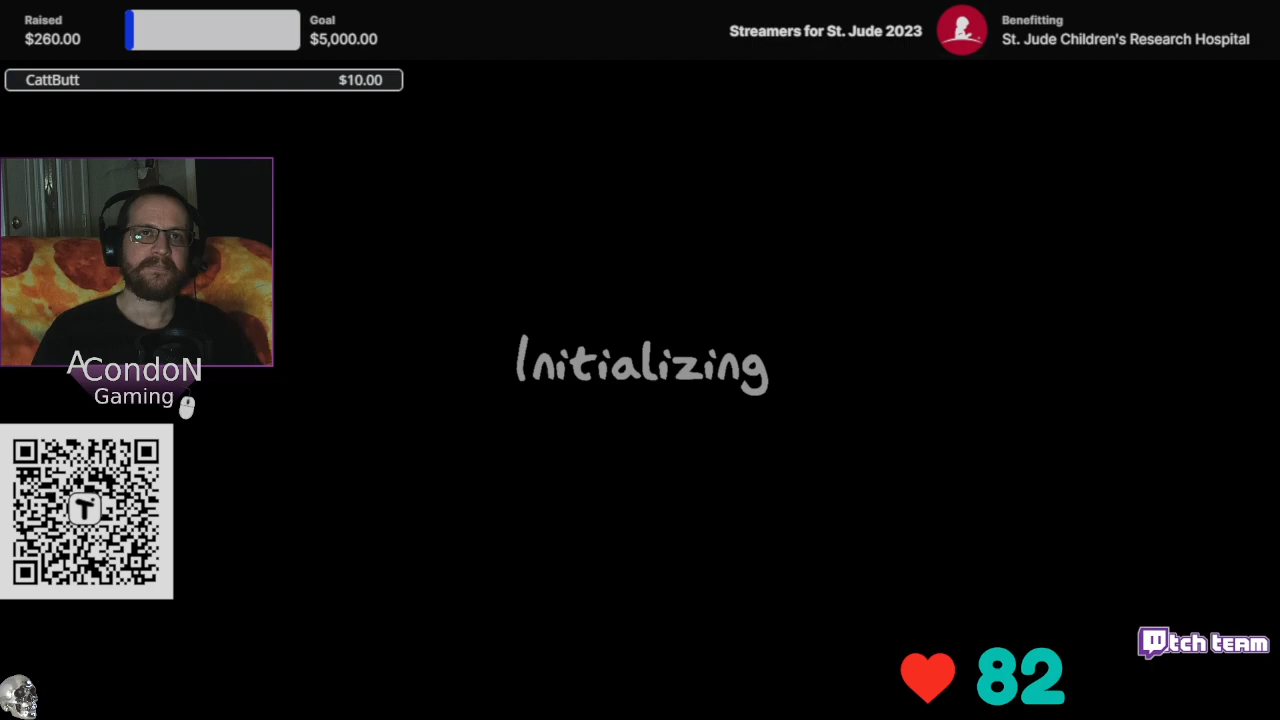 Raised
$260.00
Goal
$5,000.00
Streamers for St. Jude 2023
Benefitting
St. Jude Children's Research Hospital
CattButt $10.00
ACondoN
Gaming
T
Initializing
82
tch team